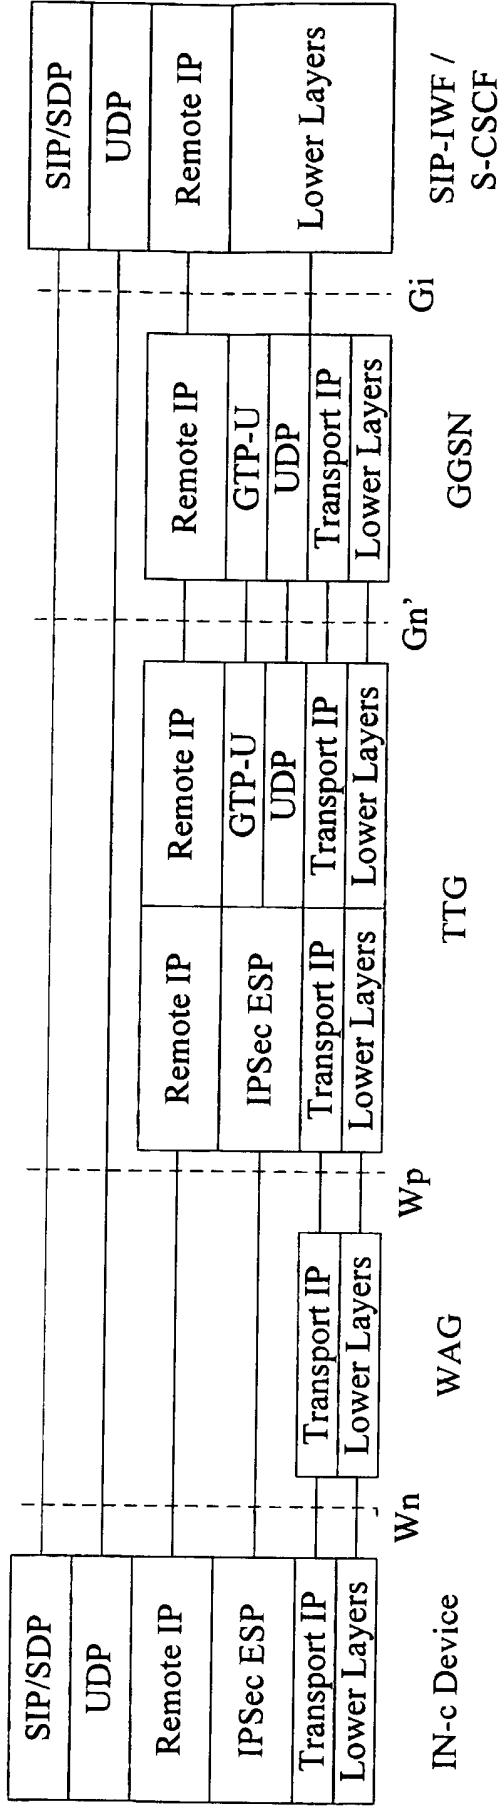 SIP/SDP
UDP
Remote IP
IPSec ESP
Transport IP
Lower Layers
IN-c Device
Wn
Transport IP
Lower Layers
WAG
Wp
Remote IP
IPSec ESP
Transport IP
Lower Layers
Remote IP
GTP-U
UDP
Transport IP
Lower Layers
TTG
Gn'
Remote IP
GTP-U
UDP
Transport IP
Lower Layers
GGSN
Gi
SIP/SDP
UDP
Remote IP
Lower Layers
SIP-IWF /
S-CSCF